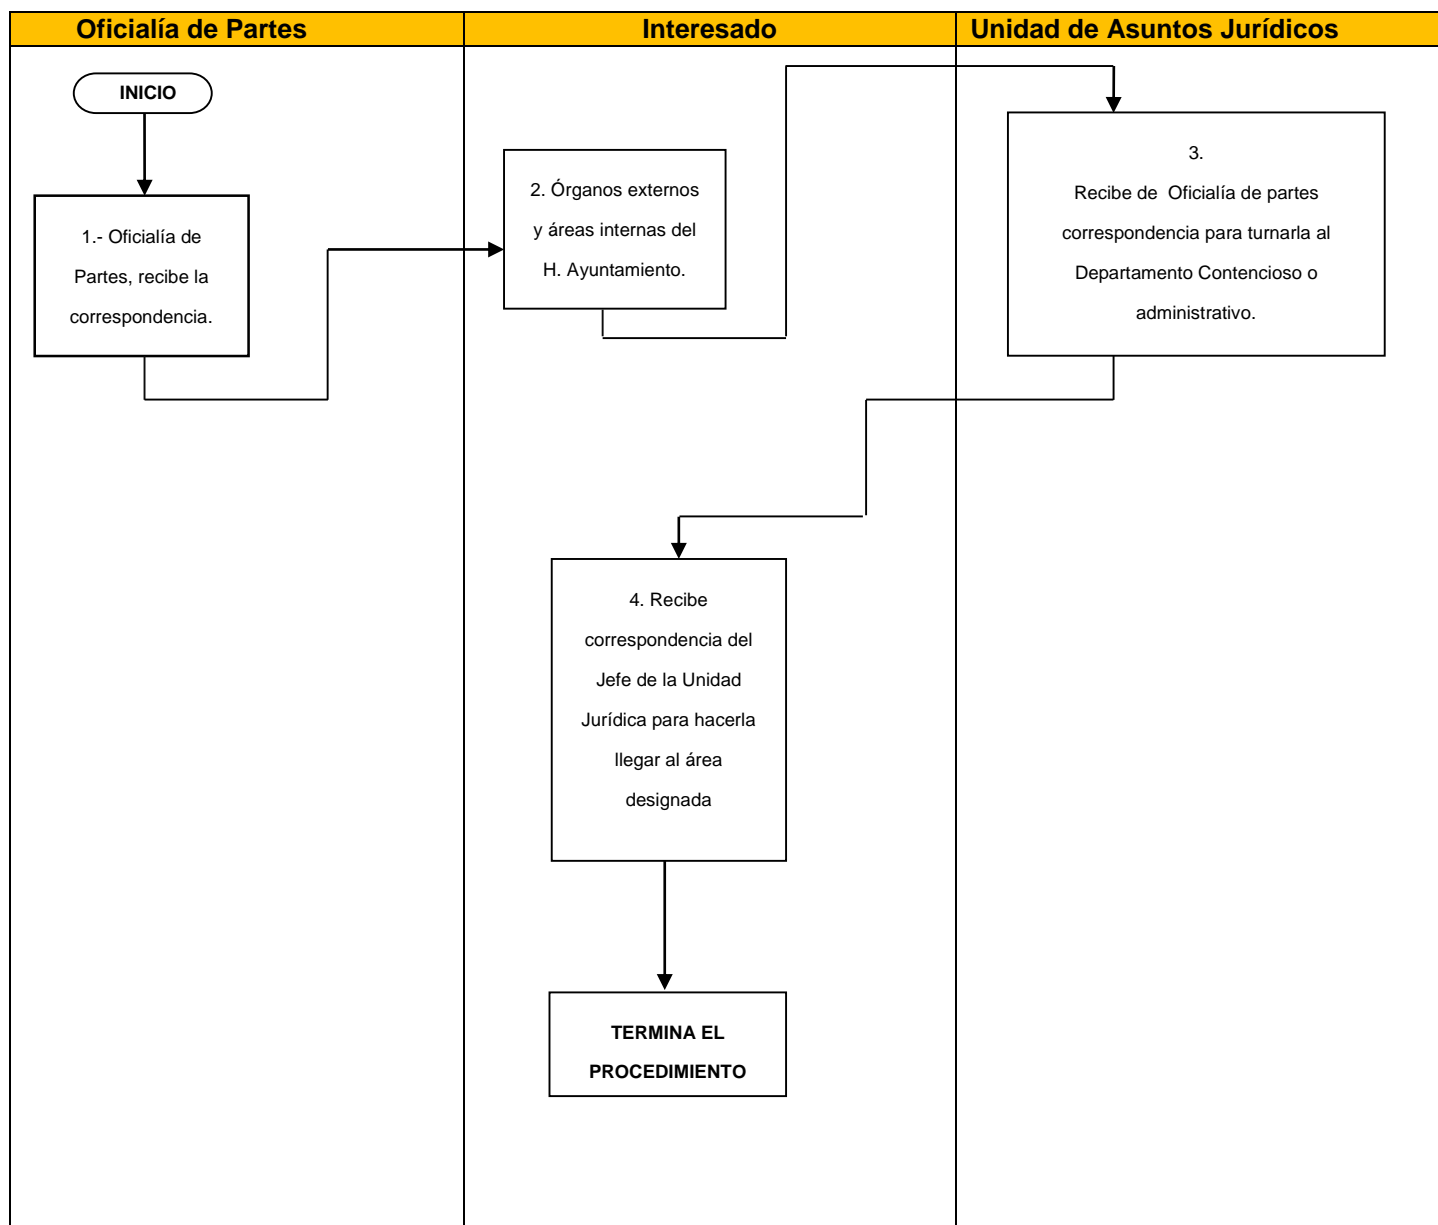 Oficialía de Partes
Interesado
Unidad de Asuntos Jurídicos
INICIO
1.- Oficialía de
Partes, recibe la
correspondencia.
2. Órganos externos
y áreas internas del
H. Ayuntamiento.
3.
Recibe de  Oficialía de partes
correspondencia para turnarla al
Departamento Contencioso o
administrativo.
4. Recibe
correspondencia del
Jefe de la Unidad
Jurídica para hacerla
llegar al área
designada
TERMINA EL
PROCEDIMIENTO